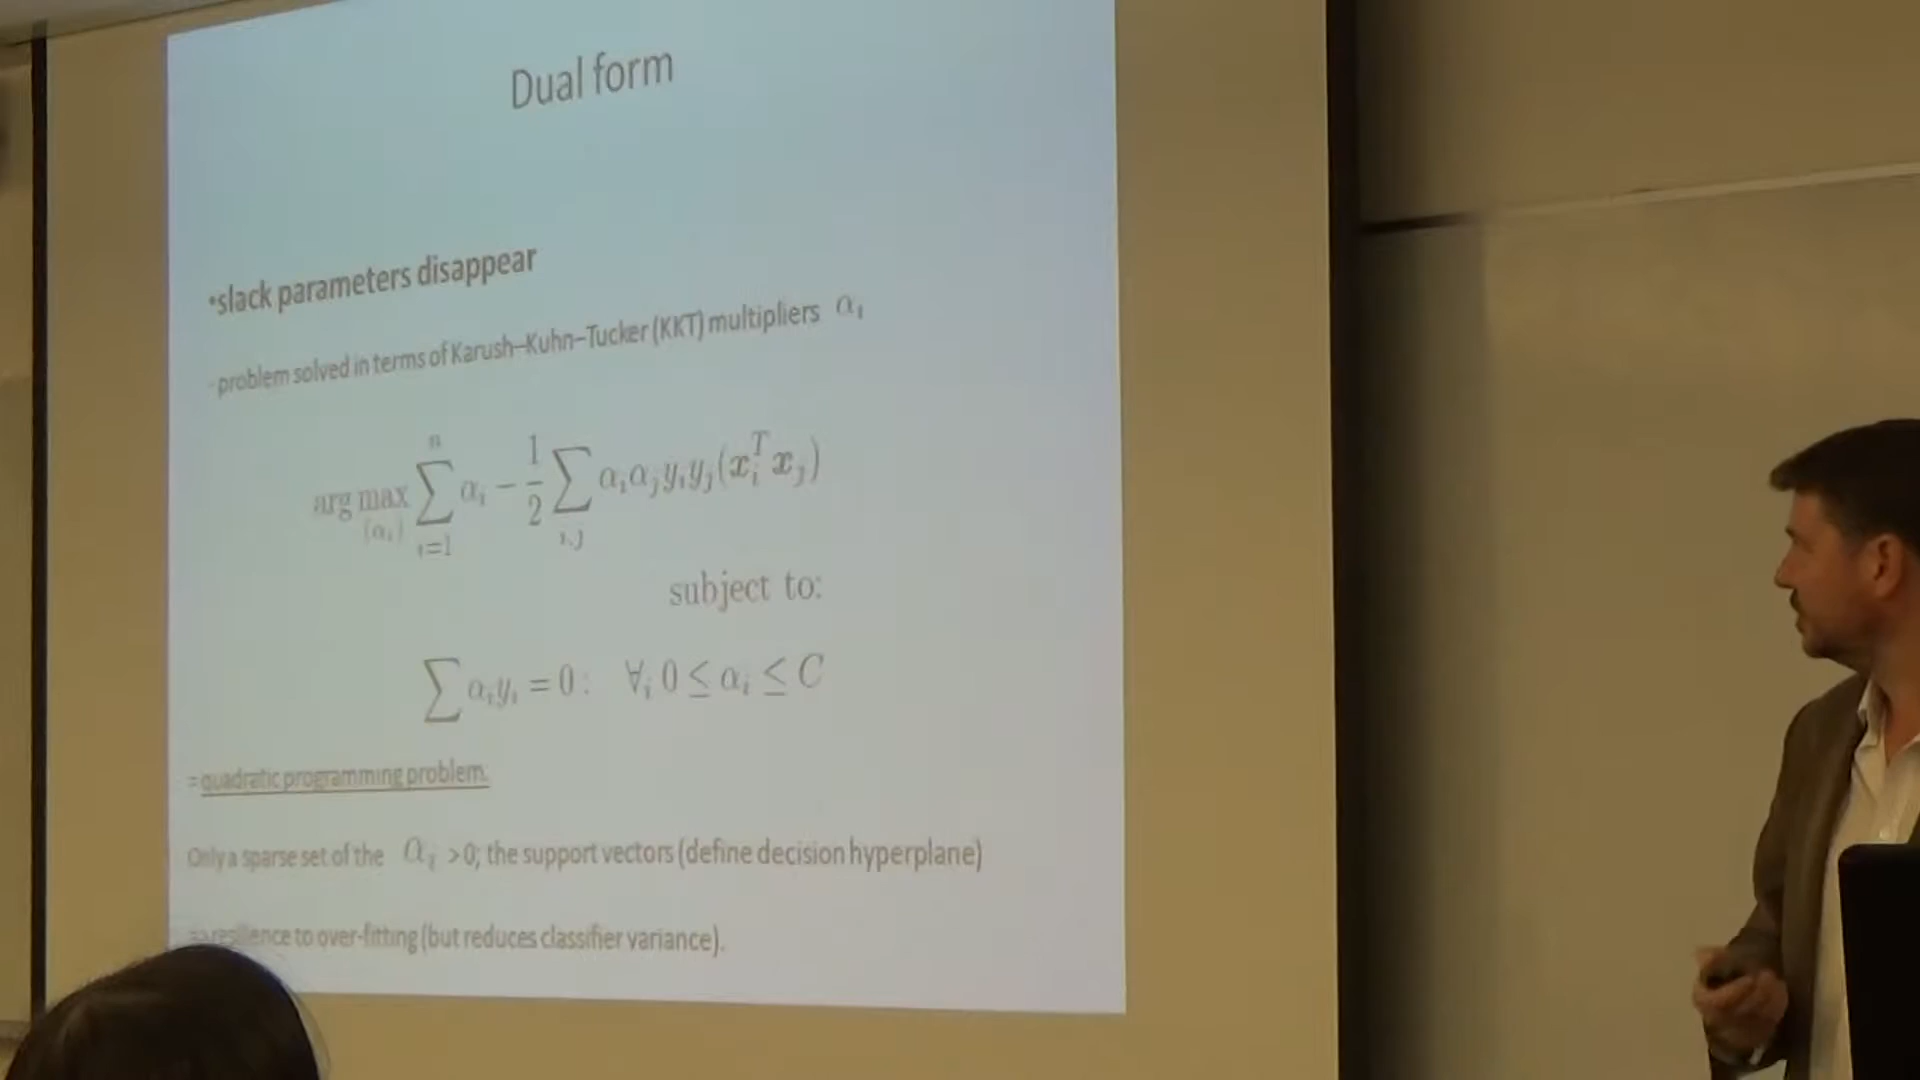 Dual form
•slack parameters disappear
- problem solved in terms of Karush–Kuhn–Tucker (KKT) multipliers αᵢ
arg max_{αᵢ} ∑ᵢ₌₁ⁿ αᵢ − 1/2 ∑ᵢ,ⱼ αᵢαⱼyᵢyⱼ(xᵢᵀxⱼ)
subject to:
∑ αᵢyᵢ = 0 : ∀ᵢ 0 ≤ αᵢ ≤ C
= quadratic programming problem.
Only a sparse set of the αᵢ >0; the support vectors (define decision hyperplane)
resilience to over-fitting (but reduces classifier variance).